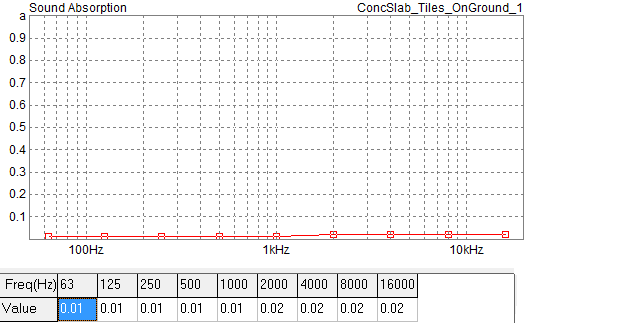 Sound Absorption ConcSlab_Tiles_OnGround_1
a
0.9
0.8
0.7
0.6
0.5
0.4
0.3
0.2
0.1
100Hz 1kHz 10kHz
Freq(Hz) 63 125 250 500 1000 2000 4000 8000 16000
Value 0.01 0.01 0.01 0.01 0.01 0.02 0.02 0.02 0.02